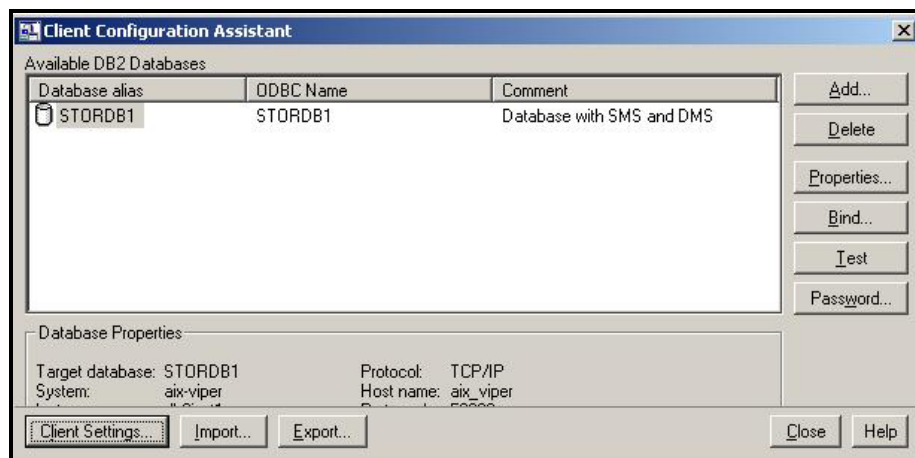 Client Configuration Assistant
Available DB2 Databases
Database alias ODBC Name Comment
STORDB1 STORDB1 Database with SMS and DMS
Add...
Delete
Properties...
Bind...
Test
Password...
Database Properties
Target database: STORDB1 Protocol: TCP/IP
System: aix-viper Host name: aix_viper
Client Settings... Import... Export... Close Help